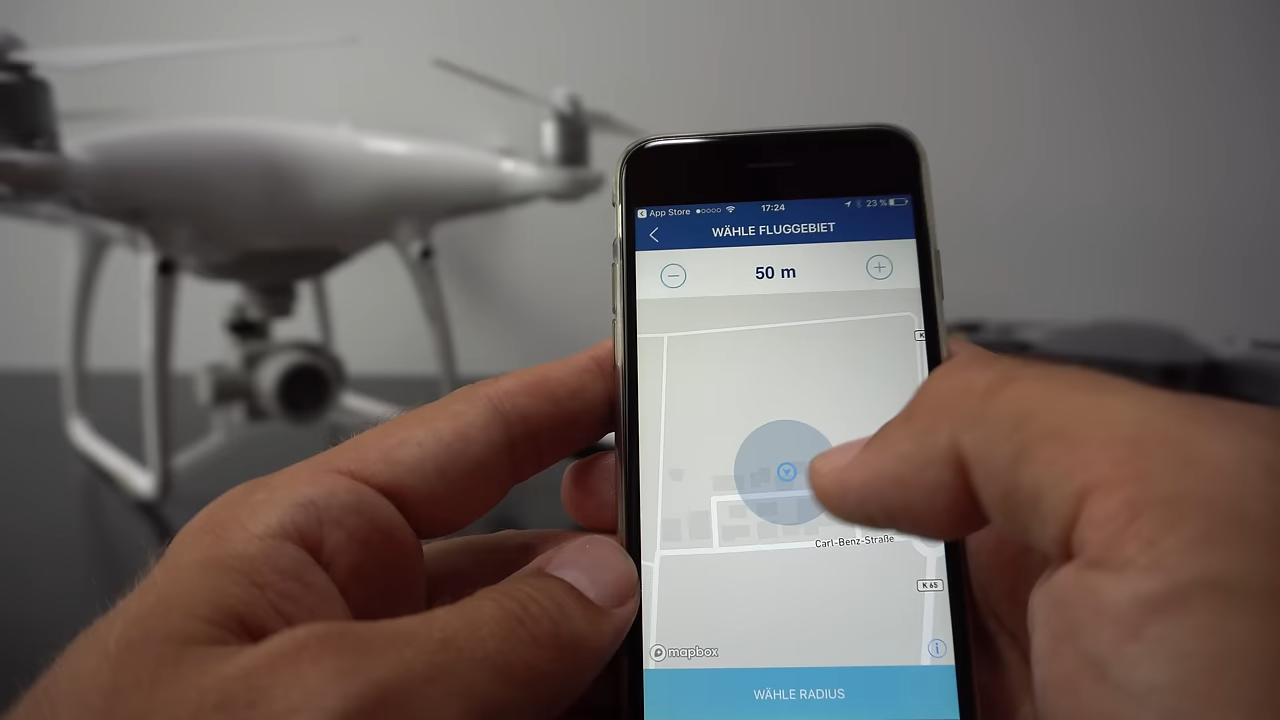 App Store 17:24 23 %
WÄHLE FLUGGEBIET
50 m
K
Carl-Benz-Straße
K 65
mapbox
WÄHLE RADIUS